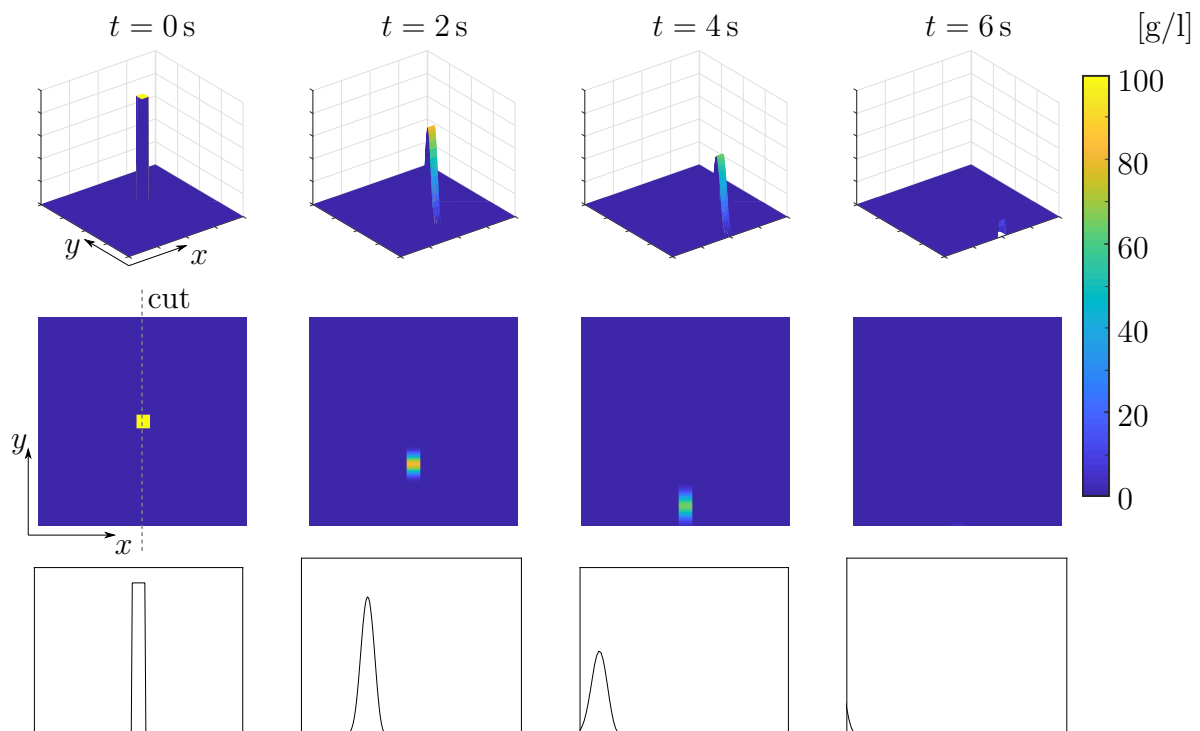 t = 0 s
t = 2 s
t = 4 s
t = 6 s
[g/l]
100
80
60
40
20
0
y
x
cut
y
x